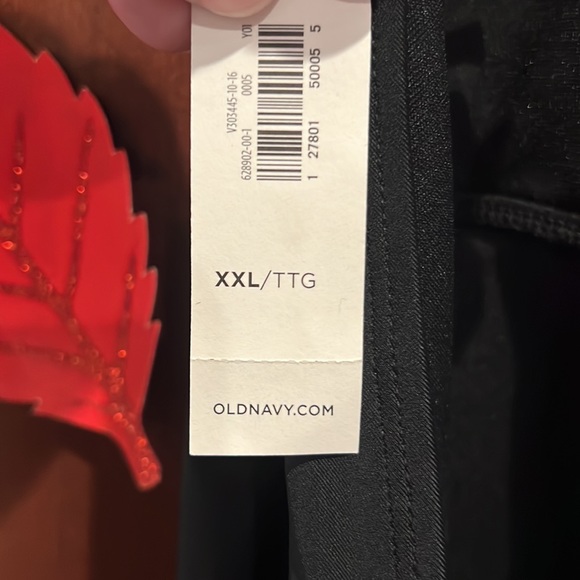 Y01
0005
V303445-10-16
628902-00-1
1 27801 50005 5
XXL/TTG
OLDNAVY.COM